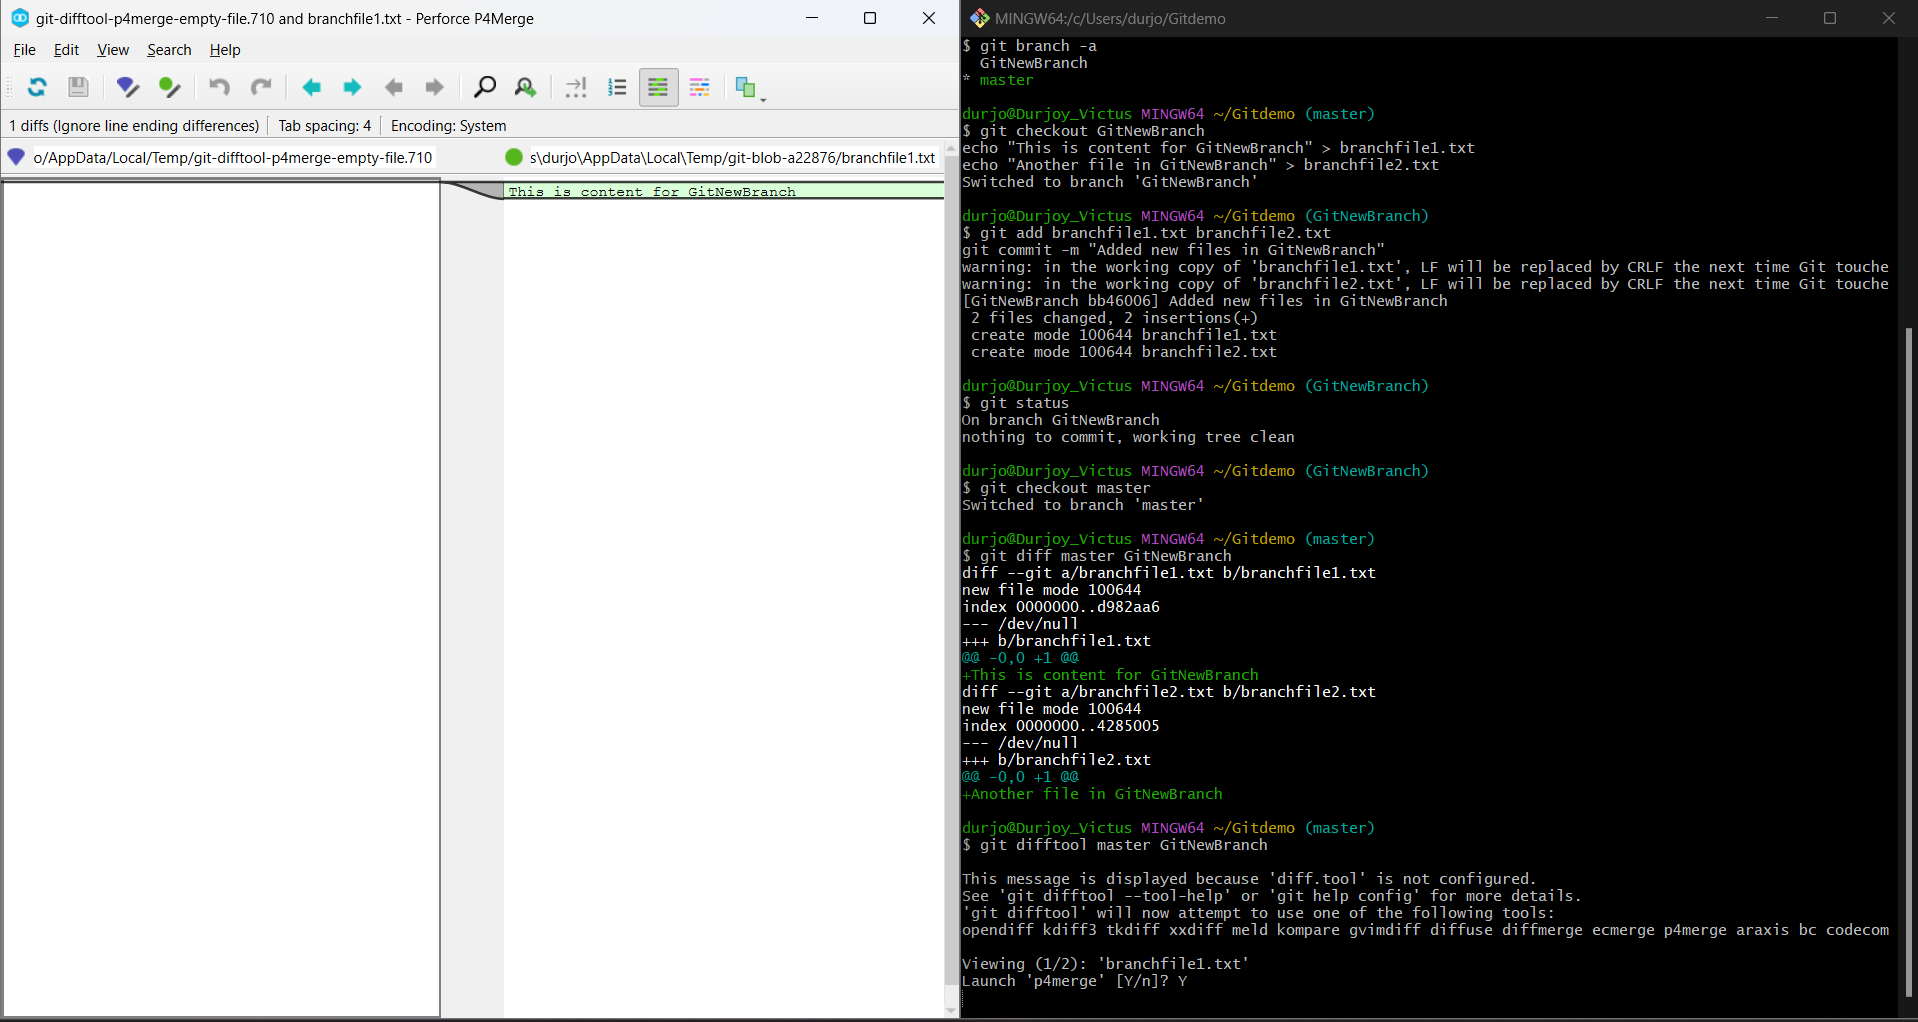 git-difftool-p4merge-empty-file.710 and branchfile1.txt - Perforce P4Merge
File Edit View Search Help
1 diffs (Ignore line ending differences) Tab spacing: 4 Encoding: System
o/AppData/Local/Temp/git-difftool-p4merge-empty-file.710
s\durjo\AppData\Local\Temp/git-blob-a22876/branchfile1.txt
This is content for GitNewBranch
MINGW64:/c/Users/durjo/Gitdemo
$ git branch -a
  GitNewBranch
* master
durjo@Durjoy_Victus MINGW64 ~/Gitdemo (master)
$ git checkout GitNewBranch
echo "This is content for GitNewBranch" > branchfile1.txt
echo "Another file in GitNewBranch" > branchfile2.txt
Switched to branch 'GitNewBranch'
durjo@Durjoy_Victus MINGW64 ~/Gitdemo (GitNewBranch)
$ git add branchfile1.txt branchfile2.txt
git commit -m "Added new files in GitNewBranch"
warning: in the working copy of 'branchfile1.txt', LF will be replaced by CRLF the next time Git touche
warning: in the working copy of 'branchfile2.txt', LF will be replaced by CRLF the next time Git touche
[GitNewBranch bb46006] Added new files in GitNewBranch
 2 files changed, 2 insertions(+)
 create mode 100644 branchfile1.txt
 create mode 100644 branchfile2.txt
durjo@Durjoy_Victus MINGW64 ~/Gitdemo (GitNewBranch)
$ git status
On branch GitNewBranch
nothing to commit, working tree clean
durjo@Durjoy_Victus MINGW64 ~/Gitdemo (GitNewBranch)
$ git checkout master
Switched to branch 'master'
durjo@Durjoy_Victus MINGW64 ~/Gitdemo (master)
$ git diff master GitNewBranch
diff --git a/branchfile1.txt b/branchfile1.txt
new file mode 100644
index 0000000..d982aa6
--- /dev/null
+++ b/branchfile1.txt
@@ -0,0 +1 @@
+This is content for GitNewBranch
diff --git a/branchfile2.txt b/branchfile2.txt
new file mode 100644
index 0000000..4285005
--- /dev/null
+++ b/branchfile2.txt
@@ -0,0 +1 @@
+Another file in GitNewBranch
durjo@Durjoy_Victus MINGW64 ~/Gitdemo (master)
$ git difftool master GitNewBranch
This message is displayed because 'diff.tool' is not configured.
See 'git difftool --tool-help' or 'git help config' for more details.
'git difftool' will now attempt to use one of the following tools:
opendiff kdiff3 tkdiff xxdiff meld kompare gvimdiff diffuse diffmerge ecmerge p4merge araxis bc codecom
Viewing (1/2): 'branchfile1.txt'
Launch 'p4merge' [Y/n]? Y